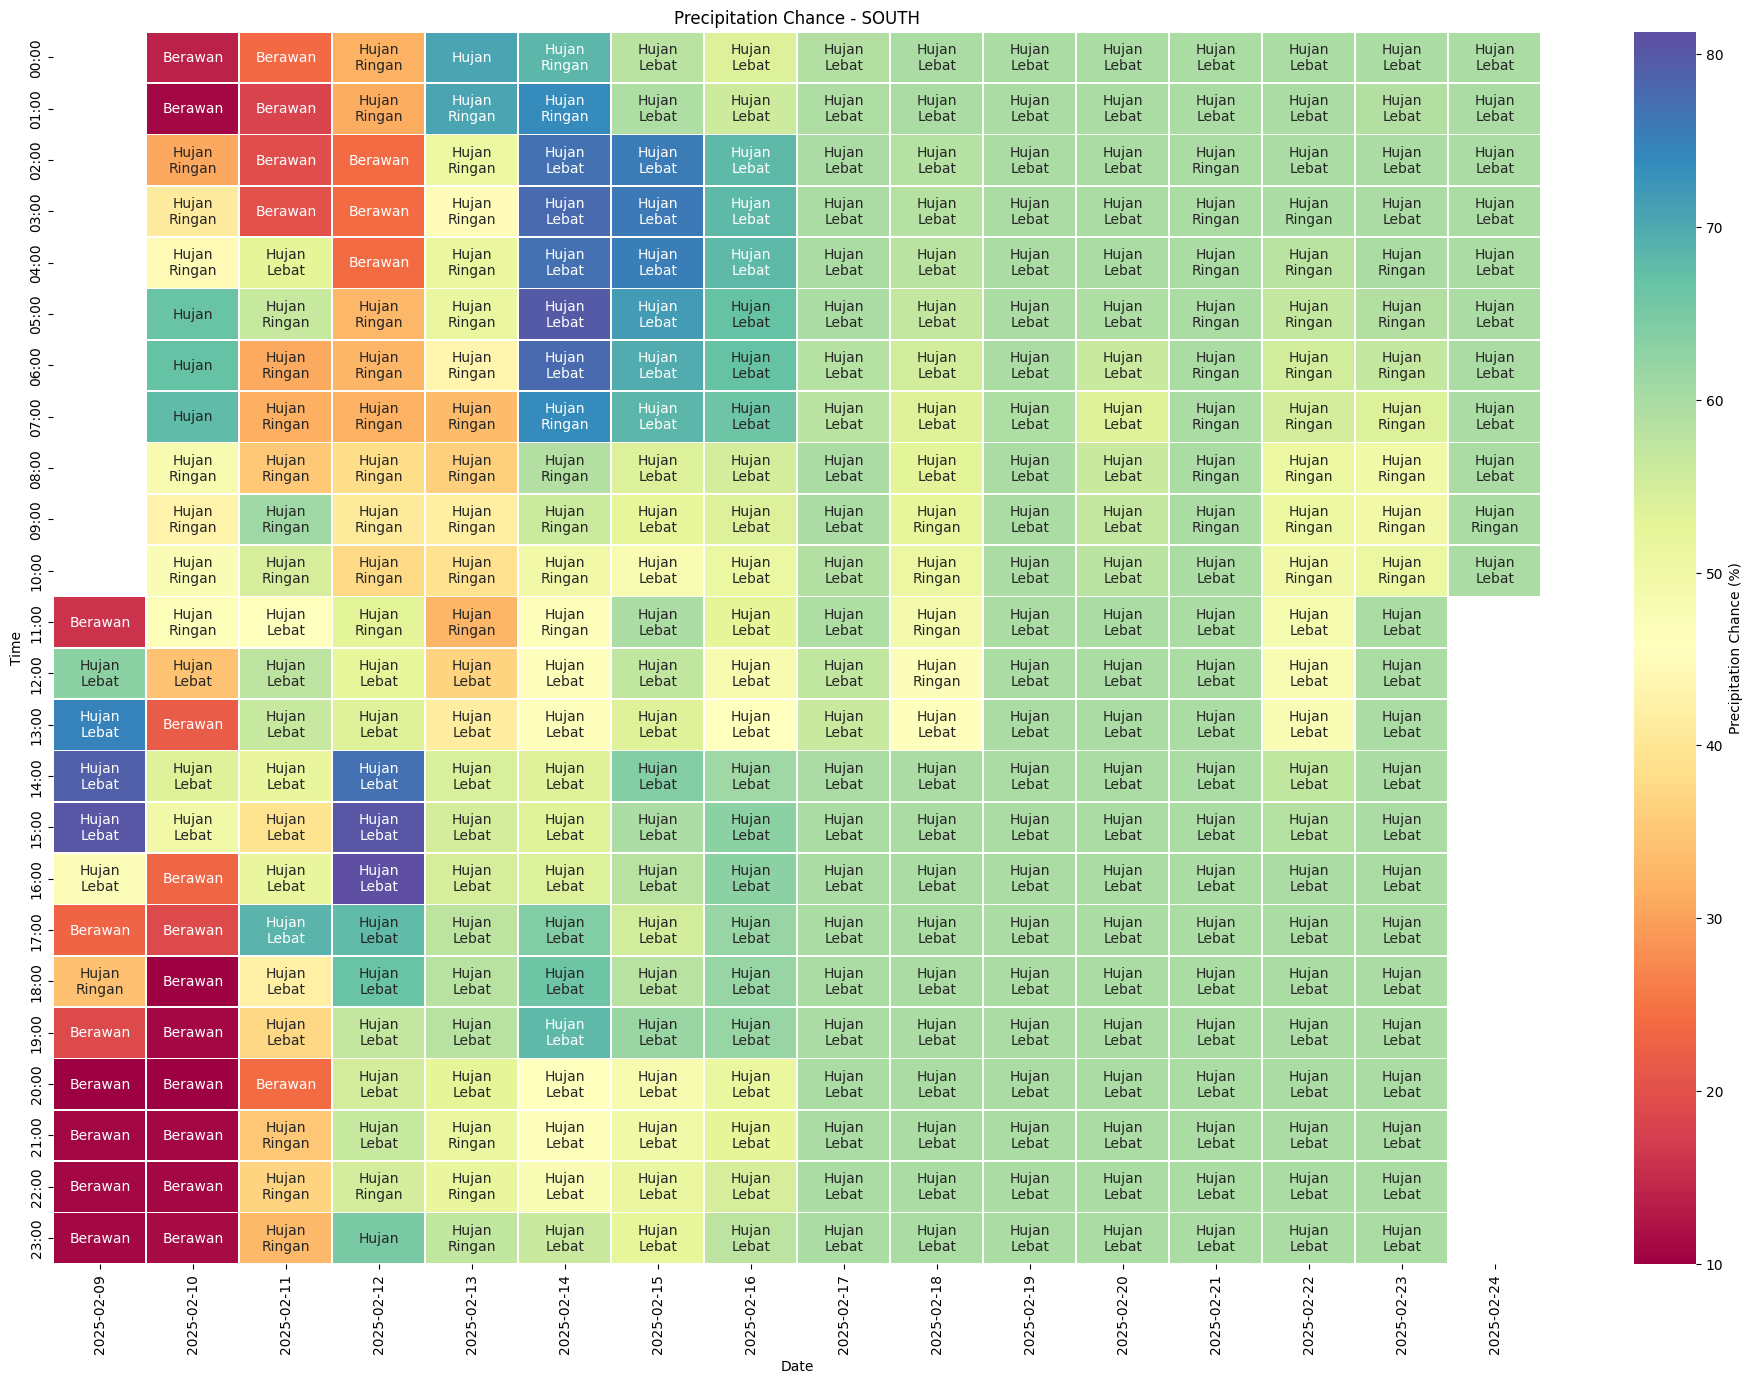 Precipitation Chance - SOUTH
00:00 Berawan Berawan Hujan Ringan Hujan Hujan Ringan Hujan Lebat Hujan Lebat Hujan Lebat Hujan Lebat Hujan Lebat Hujan Lebat Hujan Lebat Hujan Lebat Hujan Lebat Hujan Lebat
01:00 Berawan Berawan Hujan Ringan Hujan Ringan Hujan Ringan Hujan Lebat Hujan Lebat Hujan Lebat Hujan Lebat Hujan Lebat Hujan Lebat Hujan Lebat Hujan Lebat Hujan Lebat Hujan Lebat
02:00 Hujan Ringan Berawan Berawan Hujan Ringan Hujan Lebat Hujan Lebat Hujan Lebat Hujan Lebat Hujan Lebat Hujan Lebat Hujan Lebat Hujan Ringan Hujan Lebat Hujan Lebat Hujan Lebat
03:00 Hujan Ringan Berawan Berawan Hujan Ringan Hujan Lebat Hujan Lebat Hujan Lebat Hujan Lebat Hujan Lebat Hujan Lebat Hujan Lebat Hujan Ringan Hujan Ringan Hujan Lebat Hujan Lebat
04:00 Hujan Ringan Hujan Lebat Berawan Hujan Ringan Hujan Lebat Hujan Lebat Hujan Lebat Hujan Lebat Hujan Lebat Hujan Lebat Hujan Lebat Hujan Ringan Hujan Ringan Hujan Ringan Hujan Lebat
05:00 Hujan Hujan Ringan Hujan Ringan Hujan Ringan Hujan Lebat Hujan Lebat Hujan Lebat Hujan Lebat Hujan Lebat Hujan Lebat Hujan Lebat Hujan Ringan Hujan Ringan Hujan Ringan Hujan Lebat
06:00 Hujan Hujan Ringan Hujan Ringan Hujan Ringan Hujan Lebat Hujan Lebat Hujan Lebat Hujan Lebat Hujan Lebat Hujan Lebat Hujan Lebat Hujan Ringan Hujan Ringan Hujan Ringan Hujan Lebat
07:00 Hujan Hujan Ringan Hujan Ringan Hujan Ringan Hujan Ringan Hujan Lebat Hujan Lebat Hujan Lebat Hujan Lebat Hujan Lebat Hujan Lebat Hujan Ringan Hujan Ringan Hujan Ringan Hujan Lebat
08:00 Hujan Ringan Hujan Ringan Hujan Ringan Hujan Ringan Hujan Ringan Hujan Lebat Hujan Lebat Hujan Lebat Hujan Lebat Hujan Lebat Hujan Lebat Hujan Ringan Hujan Ringan Hujan Ringan Hujan Lebat
09:00 Hujan Ringan Hujan Ringan Hujan Ringan Hujan Ringan Hujan Ringan Hujan Lebat Hujan Lebat Hujan Lebat Hujan Ringan Hujan Lebat Hujan Lebat Hujan Ringan Hujan Ringan Hujan Ringan Hujan Ringan
10:00 Hujan Ringan Hujan Ringan Hujan Ringan Hujan Ringan Hujan Ringan Hujan Lebat Hujan Lebat Hujan Lebat Hujan Ringan Hujan Lebat Hujan Lebat Hujan Lebat Hujan Ringan Hujan Ringan Hujan Lebat
11:00 Berawan Hujan Ringan Hujan Lebat Hujan Ringan Hujan Ringan Hujan Ringan Hujan Lebat Hujan Lebat Hujan Lebat Hujan Ringan Hujan Lebat Hujan Lebat Hujan Lebat Hujan Lebat Hujan Lebat
12:00 Hujan Lebat Hujan Lebat Hujan Lebat Hujan Lebat Hujan Lebat Hujan Lebat Hujan Lebat Hujan Lebat Hujan Lebat Hujan Ringan Hujan Lebat Hujan Lebat Hujan Lebat Hujan Lebat Hujan Lebat
13:00 Hujan Lebat Berawan Hujan Lebat Hujan Lebat Hujan Lebat Hujan Lebat Hujan Lebat Hujan Lebat Hujan Lebat Hujan Lebat Hujan Lebat Hujan Lebat Hujan Lebat Hujan Lebat Hujan Lebat
14:00 Hujan Lebat Hujan Lebat Hujan Lebat Hujan Lebat Hujan Lebat Hujan Lebat Hujan Lebat Hujan Lebat Hujan Lebat Hujan Lebat Hujan Lebat Hujan Lebat Hujan Lebat Hujan Lebat Hujan Lebat
15:00 Hujan Lebat Hujan Lebat Hujan Lebat Hujan Lebat Hujan Lebat Hujan Lebat Hujan Lebat Hujan Lebat Hujan Lebat Hujan Lebat Hujan Lebat Hujan Lebat Hujan Lebat Hujan Lebat Hujan Lebat
16:00 Hujan Lebat Berawan Hujan Lebat Hujan Lebat Hujan Lebat Hujan Lebat Hujan Lebat Hujan Lebat Hujan Lebat Hujan Lebat Hujan Lebat Hujan Lebat Hujan Lebat Hujan Lebat Hujan Lebat
17:00 Berawan Berawan Hujan Lebat Hujan Lebat Hujan Lebat Hujan Lebat Hujan Lebat Hujan Lebat Hujan Lebat Hujan Lebat Hujan Lebat Hujan Lebat Hujan Lebat Hujan Lebat Hujan Lebat
18:00 Hujan Ringan Berawan Hujan Lebat Hujan Lebat Hujan Lebat Hujan Lebat Hujan Lebat Hujan Lebat Hujan Lebat Hujan Lebat Hujan Lebat Hujan Lebat Hujan Lebat Hujan Lebat Hujan Lebat
19:00 Berawan Berawan Hujan Lebat Hujan Lebat Hujan Lebat Hujan Lebat Hujan Lebat Hujan Lebat Hujan Lebat Hujan Lebat Hujan Lebat Hujan Lebat Hujan Lebat Hujan Lebat Hujan Lebat
20:00 Berawan Berawan Berawan Hujan Lebat Hujan Lebat Hujan Lebat Hujan Lebat Hujan Lebat Hujan Lebat Hujan Lebat Hujan Lebat Hujan Lebat Hujan Lebat Hujan Lebat Hujan Lebat
21:00 Berawan Berawan Hujan Ringan Hujan Lebat Hujan Ringan Hujan Lebat Hujan Lebat Hujan Lebat Hujan Lebat Hujan Lebat Hujan Lebat Hujan Lebat Hujan Lebat Hujan Lebat Hujan Lebat
22:00 Berawan Berawan Hujan Ringan Hujan Ringan Hujan Ringan Hujan Lebat Hujan Lebat Hujan Lebat Hujan Lebat Hujan Lebat Hujan Lebat Hujan Lebat Hujan Lebat Hujan Lebat Hujan Lebat
23:00 Berawan Berawan Hujan Ringan Hujan Hujan Ringan Hujan Lebat Hujan Lebat Hujan Lebat Hujan Lebat Hujan Lebat Hujan Lebat Hujan Lebat Hujan Lebat Hujan Lebat Hujan Lebat
Time
2025-02-09 2025-02-10 2025-02-11 2025-02-12 2025-02-13 2025-02-14 2025-02-15 2025-02-16 2025-02-17 2025-02-18 2025-02-19 2025-02-20 2025-02-21 2025-02-22 2025-02-23 2025-02-24
Date
80
70
60
50
40
30
20
10
Precipitation Chance (%)